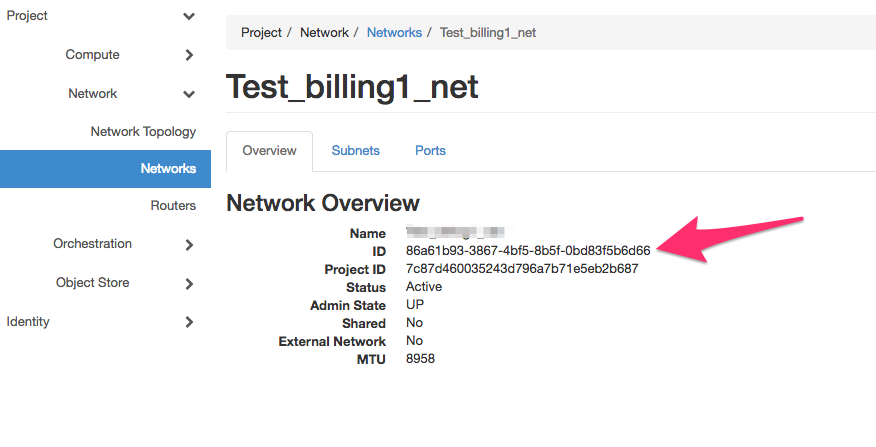 Project
Compute
Network
Network Topology
Networks
Routers
Orchestration
Object Store
Identity
Project / Network / Networks / Test_billing1_net
Test_billing1_net
Overview Subnets Ports
Network Overview
Name
ID 86a61b93-3867-4bf5-8b5f-0bd83f5b6d66
Project ID 7c87d460035243d796a7b71e5eb2b687
Status Active
Admin State UP
Shared No
External Network No
MTU 8958